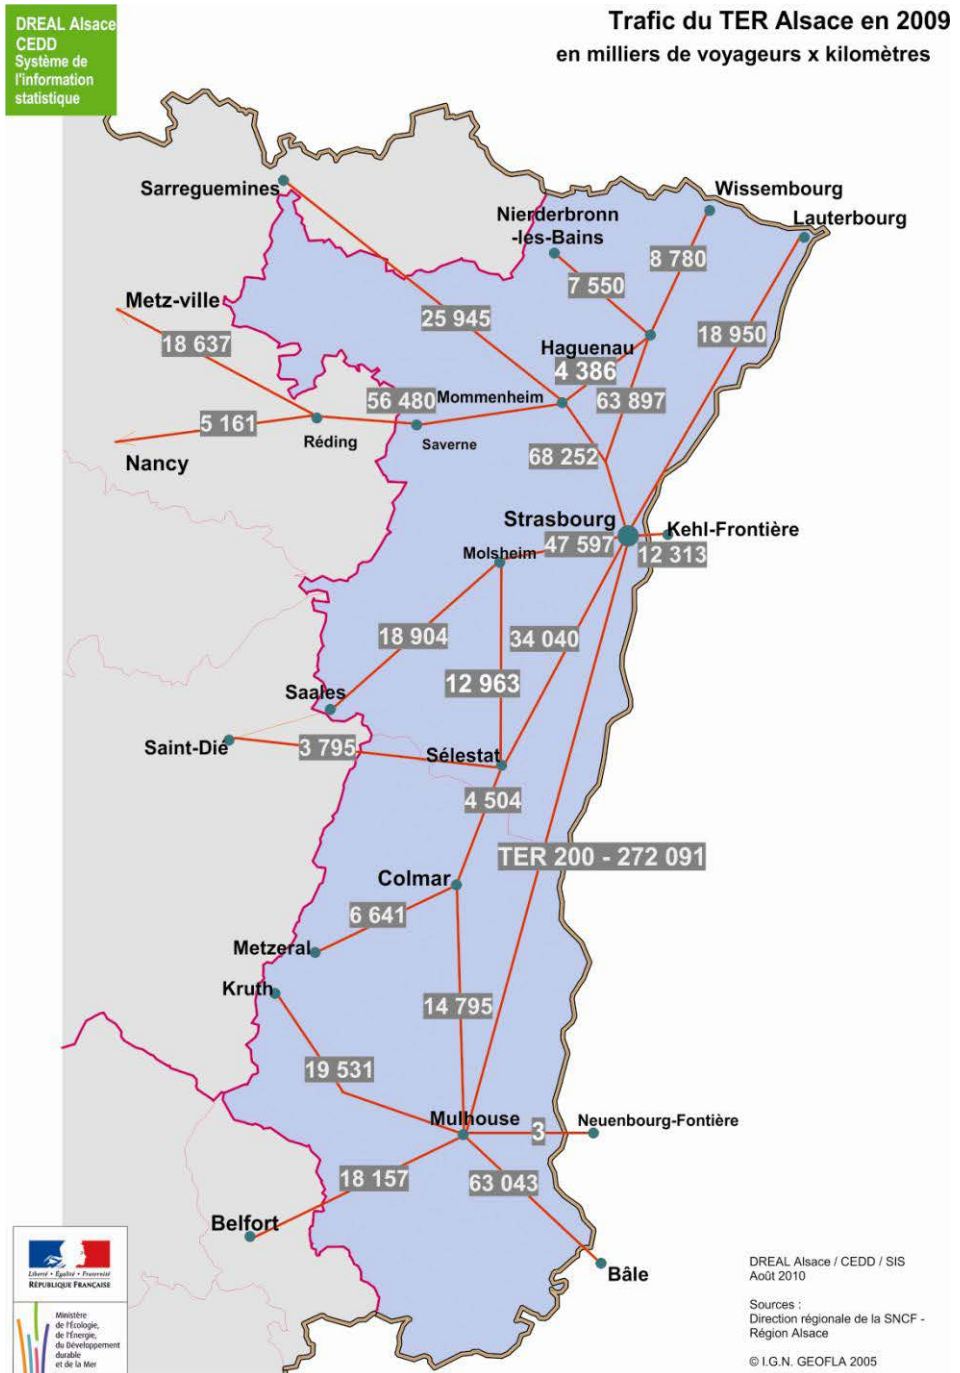 DREAL Alsace
CEDD
Système de
l'information
statistique
Trafic du TER Alsace en 2009
en milliers de voyageurs x kilomètres
Sarreguemines
Wissembourg
Nierderbronn
-les-Bains
Lauterbourg
8 780
7 550
Metz-ville
25 945
18 950
18 637
Haguenau
4 386
56 480
Mommenheim
63 897
5 161
Réding
Saverne
Nancy
68 252
Strasbourg
Kehl-Frontière
47 597
Molsheim
12 313
18 904
34 040
12 963
Saales
Saint-Dié
3 795
Sélestat
4 504
TER 200 - 272 091
Colmar
6 641
Metzeral
Kruth
14 795
19 531
Mulhouse
Neuenbourg-Fontière
3
18 157
63 043
Belfort
Bâle
Liberté • Égalité • Fraternité
RÉPUBLIQUE FRANÇAISE
Ministère
de l'Écologie,
de l'Énergie,
du Développement
durable
et de la Mer
DREAL Alsace / CEDD / SIS
Août 2010
Sources :
Direction régionale de la SNCF -
Région Alsace
© I.G.N. GEOFLA 2005